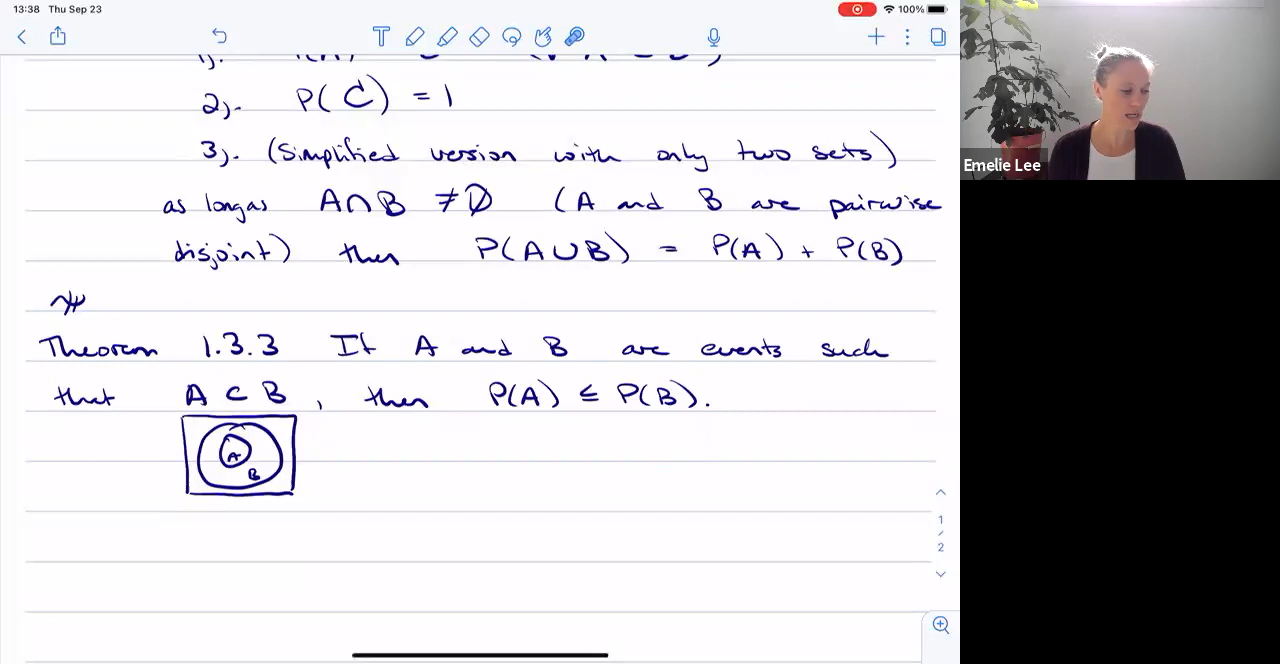 13:38 Thu Sep 23
100%
2). P( C ) = 1
3). (Simplified version with only two sets)
as long as A∩B ≠ ∅ (A and B are pairwise
disjoint) then P(A∪B) = P(A) + P(B)
Theorem 1.3.3 If A and B are events such
that A ⊂ B, then P(A) ≤ P(B).
A
B
1
/
2
Emelie Lee